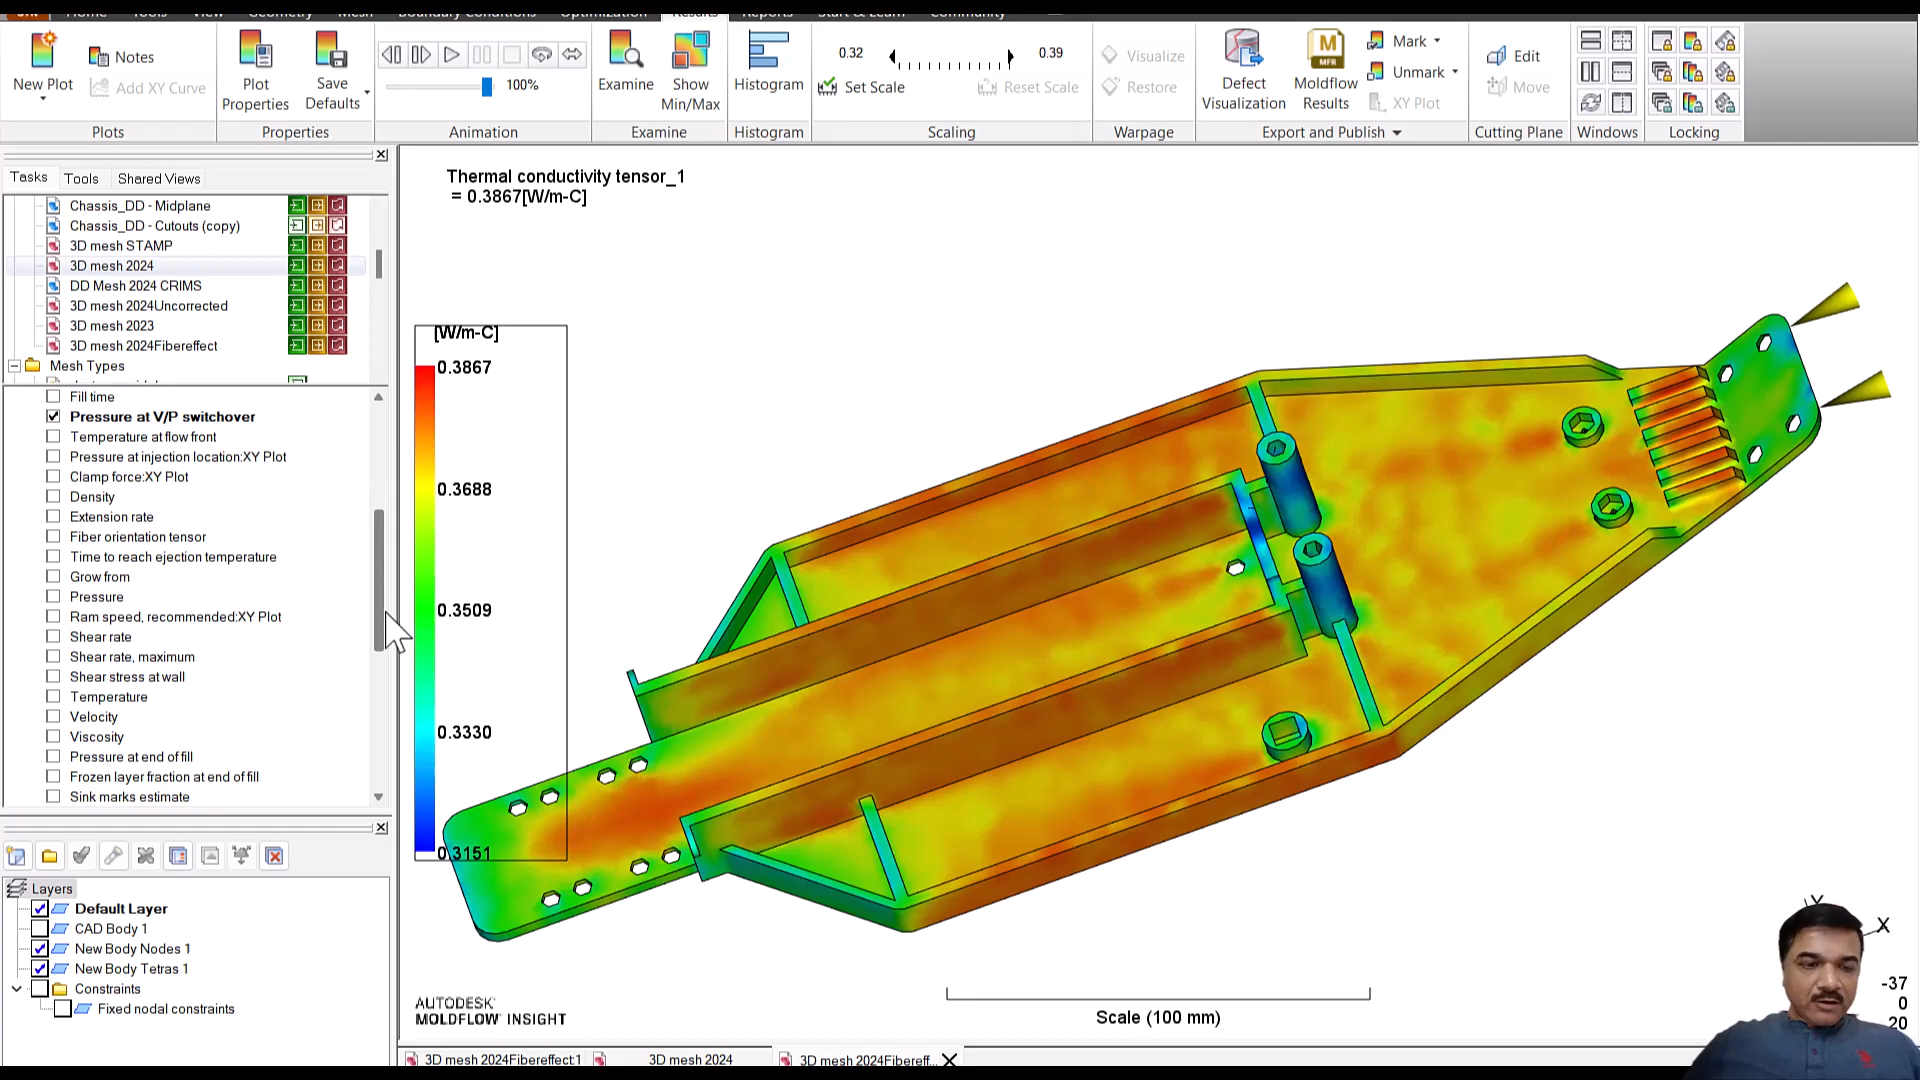 Home Tools View Geometry Mesh Boundary Conditions Optimization Results Reports Start & Learn Community
New Plot
Notes
Add XY Curve
Plots
Plot Properties
Save Defaults
Properties
100%
Animation
Examine
Show Min/Max
Examine
Histogram
Histogram
0.32
0.39
Set Scale
Reset Scale
Scaling
Visualize
Restore
Warpage
Defect Visualization
Moldflow Results
Mark
Unmark
XY Plot
Export and Publish
Edit
Move
Cutting Plane
Windows
Locking
Tasks
Tools
Shared Views
Chassis_DD - Midplane
Chassis_DD - Cutouts (copy)
3D mesh STAMP
3D mesh 2024
DD Mesh 2024 CRIMS
3D mesh 2024Uncorrected
3D mesh 2023
3D mesh 2024Fibereffect
Mesh Types
Fill time
Pressure at V/P switchover
Temperature at flow front
Pressure at injection location:XY Plot
Clamp force:XY Plot
Density
Extension rate
Fiber orientation tensor
Time to reach ejection temperature
Grow from
Pressure
Ram speed, recommended:XY Plot
Shear rate
Shear rate, maximum
Shear stress at wall
Temperature
Velocity
Viscosity
Pressure at end of fill
Frozen layer fraction at end of fill
Sink marks estimate
Layers
Default Layer
CAD Body 1
New Body Nodes 1
New Body Tetras 1
Constraints
Fixed nodal constraints
Thermal conductivity tensor_1
= 0.3867[W/m-C]
[W/m-C]
0.3867
0.3688
0.3509
0.3330
0.3151
AUTODESK
MOLDFLOW INSIGHT
Scale (100 mm)
Y
X
-37
0
20
3D mesh 2024Fibereffect:1
3D mesh 2024
3D mesh 2024Fibereff...